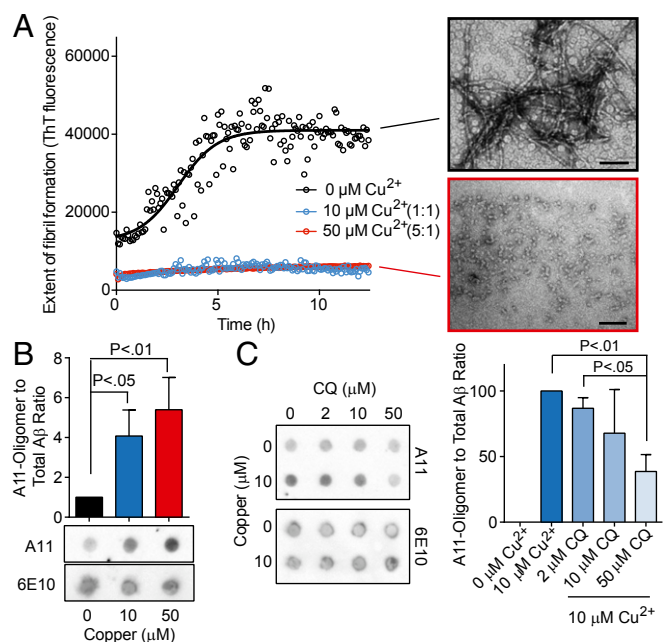 A
Extent of fibril formation (ThT fluorescence)
60000
40000
20000
0
0
5
10
Time (h)
0 µM Cu²⁺
10 µM Cu²⁺(1:1)
50 µM Cu²⁺(5:1)
B
A11-Oligomer to
Total Aβ Ratio
8
6
4
2
0
P<.01
P<.05
A11
6E10
0
10
50
Copper (µM)
C
CQ
(µM)
0
2
10
50
Copper (µM)
0
10
0
10
A11
6E10
A11-Oligomer to Total Aβ Ratio
100
50
0
P<.01
P<.05
0 µM Cu²⁺
10 µM Cu²⁺
2 µM CQ
10 µM CQ
50 µM CQ
10 µM Cu²⁺